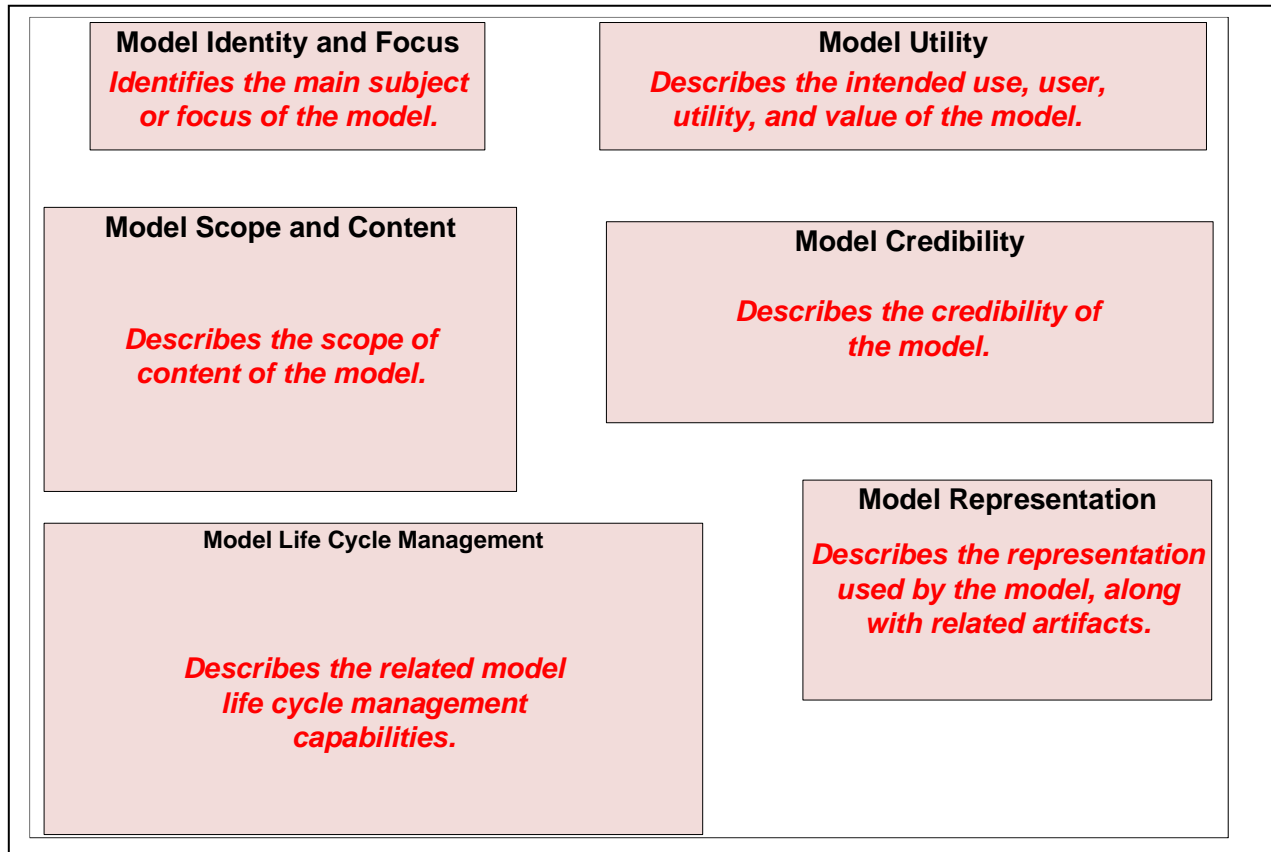 Model Identity and Focus
Identifies the main subject
or focus of the model.
Model Utility
Describes the intended use, user,
utility, and value of the model.
Model Scope and Content
Describes the scope of
content of the model.
Model Credibility
Describes the credibility of
the model.
Model Life Cycle Management
Describes the related model
life cycle management
capabilities.
Model Representation
Describes the representation
used by the model, along
with related artifacts.